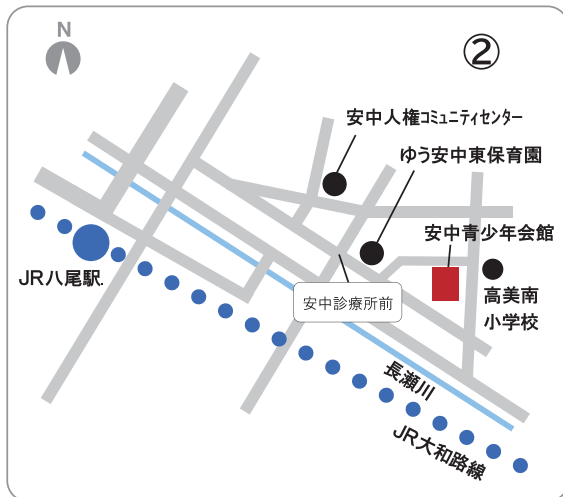 N
②
安中人権コミュニティセンター
ゆう安中東保育園
安中青少年会館
JR八尾駅.
安中診療所前
高美南
小学校
長瀬川
JR大和路線